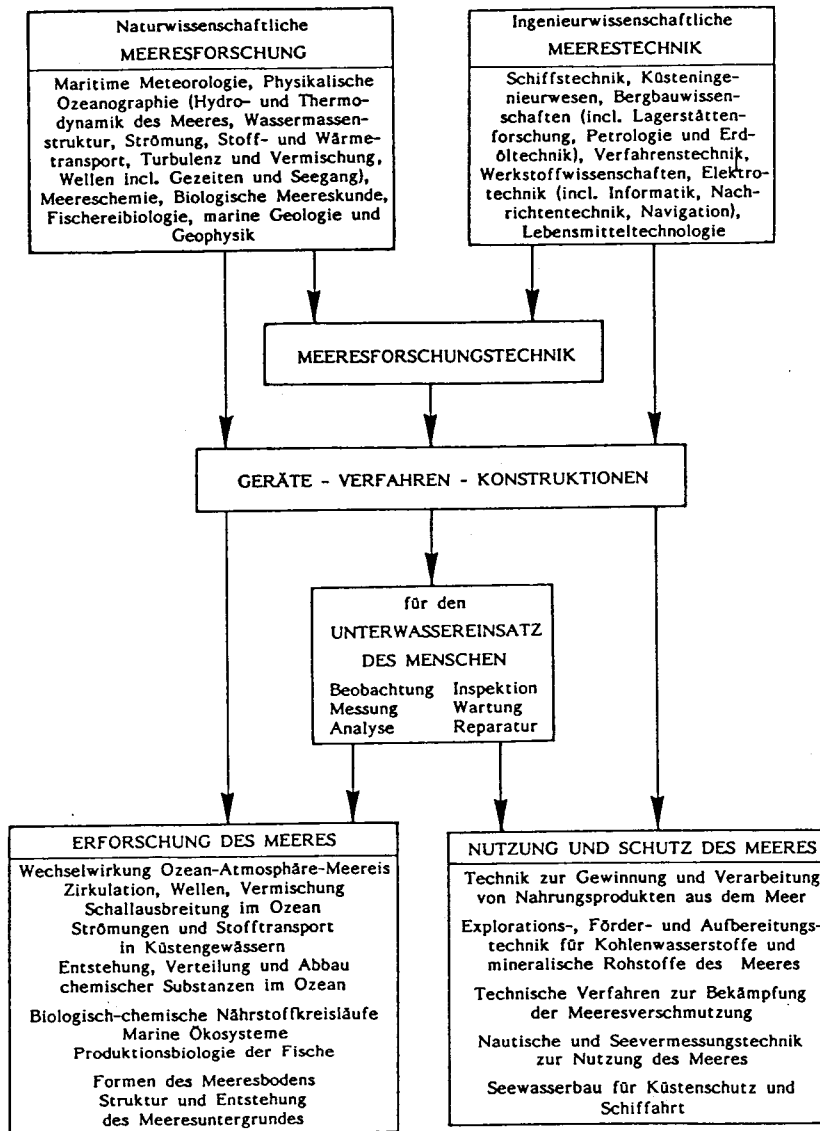 Naturwissenschaftliche
MEERESFORSCHUNG
Maritime Meteorologie, Physikalische
Ozeanographie (Hydro- und Thermo-
dynamik des Meeres, Wassermassen-
struktur, Strömung, Stoff- und Wärme-
transport, Turbulenz und Vermischung,
Wellen incl. Gezeiten und Seegang),
Meereschemie, Biologische Meereskunde,
Fischereibiologie, marine Geologie und
Geophysik
Ingenieurwissenschaftliche
MEERESTECHNIK
Schiffstechnik, Küsteninge-
nieurwesen, Bergbauwissen-
schaften (incl. Lagerstätten-
forschung, Petrologie und Erd-
öltechnik), Verfahrenstechnik,
Werkstoffwissenschaften, Elektro-
technik (incl. Informatik, Nach-
richtentechnik, Navigation),
Lebensmitteltechnologie
MEERESFORSCHUNGSTECHNIK
GERÄTE - VERFAHREN - KONSTRUKTIONEN
für den
UNTERWASSEREINSATZ
DES MENSCHEN
Beobachtung Inspektion
Messung Wartung
Analyse Reparatur
ERFORSCHUNG DES MEERES
Wechselwirkung Ozean-Atmosphäre-Meereis
Zirkulation, Wellen, Vermischung
Schallausbreitung im Ozean
Strömungen und Stofftransport
in Küstengewässern
Entstehung, Verteilung und Abbau
chemischer Substanzen im Ozean
Biologisch-chemische Nährstoffkreisläufe
Marine Ökosysteme
Produktionsbiologie der Fische
Formen des Meeresbodens
Struktur und Entstehung
des Meeresuntergrundes
NUTZUNG UND SCHUTZ DES MEERES
Technik zur Gewinnung und Verarbeitung
von Nahrungsprodukten aus dem Meer
Explorations-, Förder- und Aufbereitungs-
technik für Kohlenwasserstoffe und
mineralische Rohstoffe des Meeres
Technische Verfahren zur Bekämpfung
der Meeresverschmutzung
Nautische und Seevermessungstechnik
zur Nutzung des Meeres
Seewasserbau für Küstenschutz und
Schiffahrt